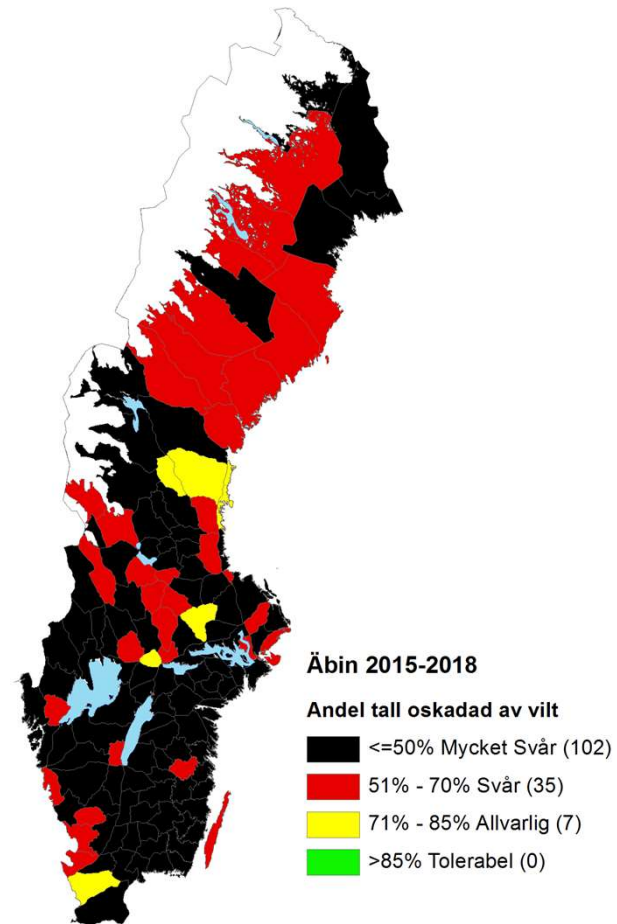 Äbin 2015-2018
Andel tall oskadad av vilt
<=50% Mycket Svår (102)
51% - 70% Svår (35)
71% - 85% Allvarlig (7)
>85% Tolerabel (0)